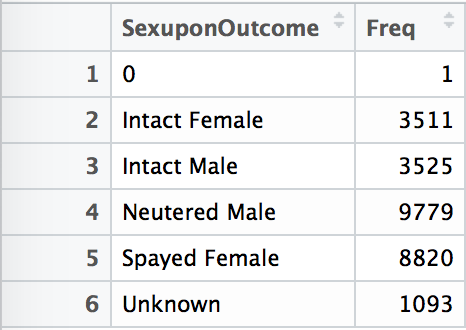 SexuponOutcome Freq
1 0 1
2 Intact Female 3511
3 Intact Male 3525
4 Neutered Male 9779
5 Spayed Female 8820
6 Unknown 1093